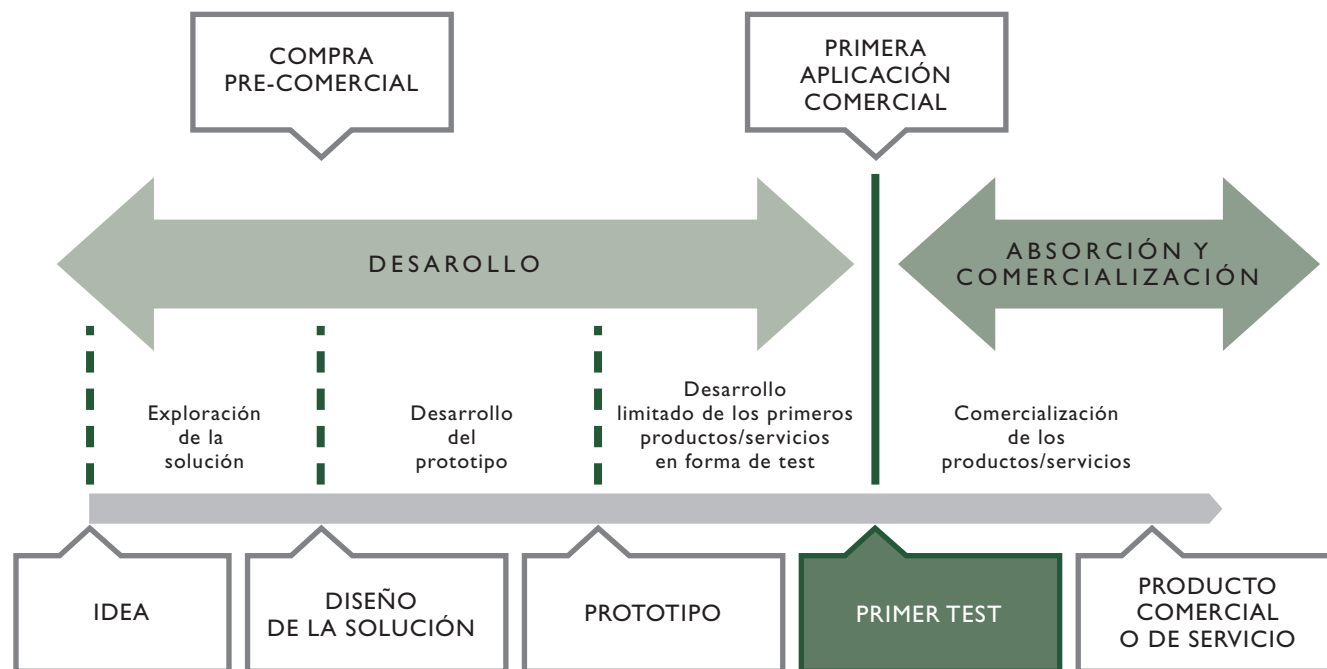 COMPRA
PRE-COMERCIAL
PRIMERA
APLICACIÓN
COMERCIAL
DESAROLLO
ABSORCIÓN Y
COMERCIALIZACIÓN
Exploración
de la
solución
Desarrollo
del
prototipo
Desarrollo
limitado de los primeros
productos/servicios
en forma de test
Comercialización
de los
productos/servicios
IDEA
DISEÑO
DE LA SOLUCIÓN
PROTOTIPO
PRIMER TEST
PRODUCTO
COMERCIAL
O DE SERVICIO